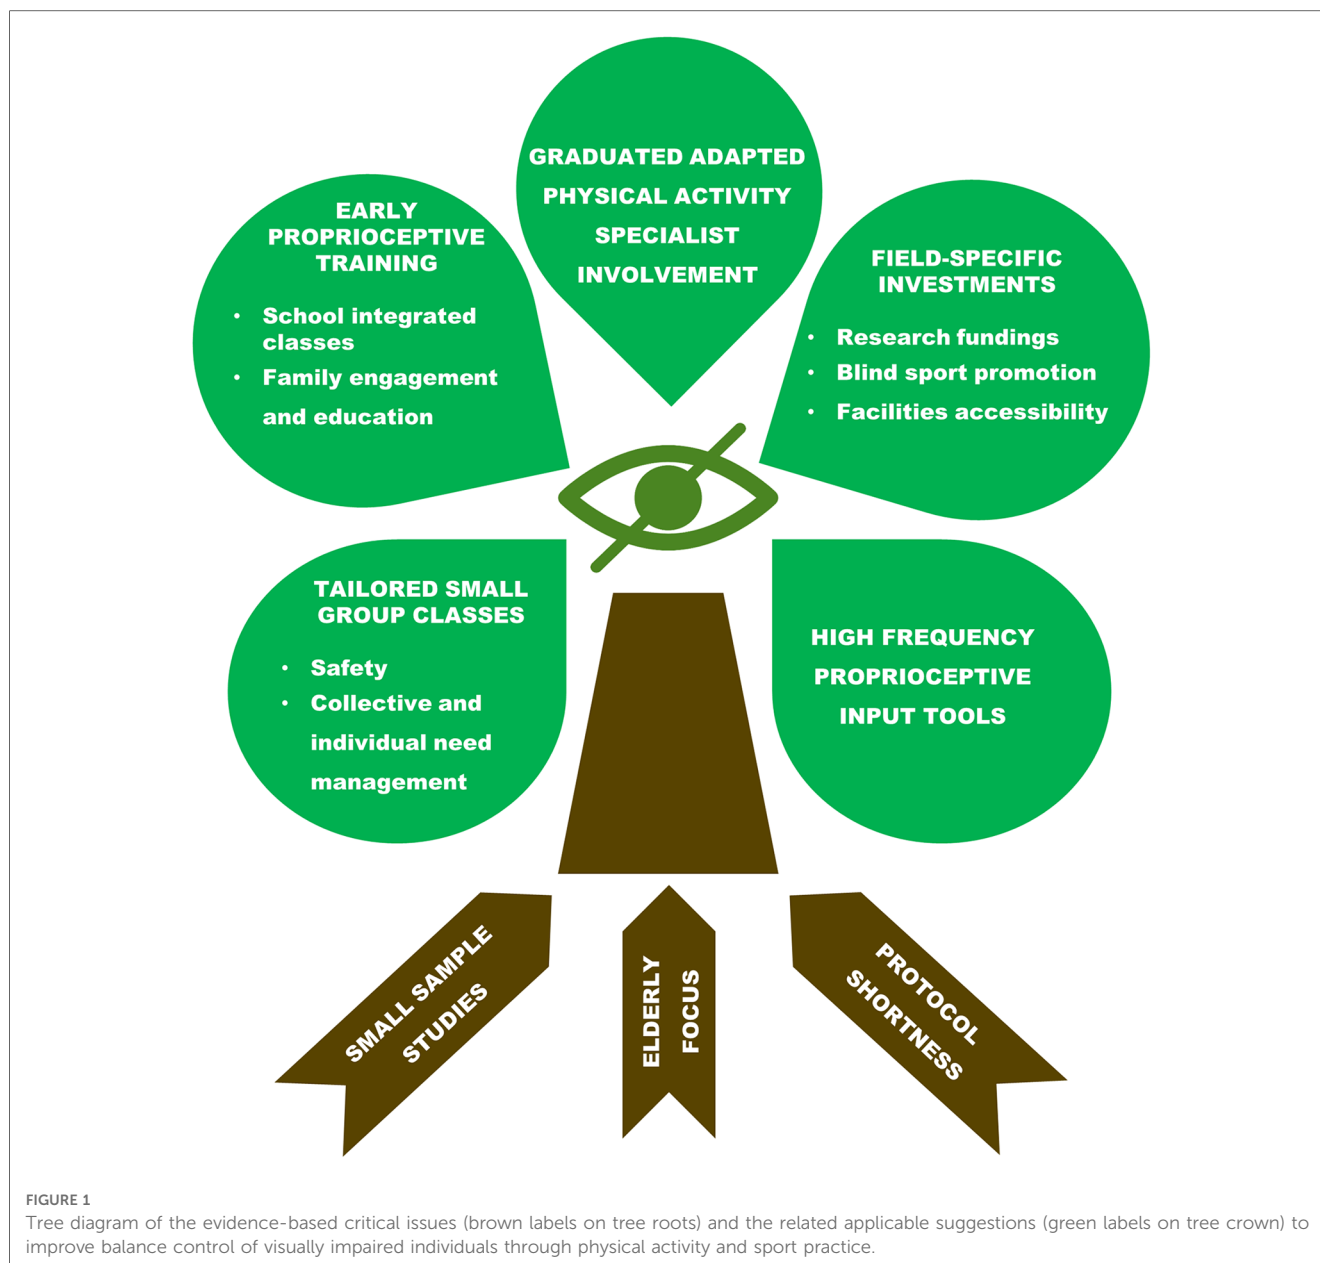 GRADUATED ADAPTED
PHYSICAL ACTIVITY
SPECIALIST
INVOLVEMENT
EARLY
PROPRIOCEPTIVE
TRAINING
• School integrated
classes
• Family engagement
and education
FIELD-SPECIFIC
INVESTMENTS
• Research fundings
• Blind sport promotion
• Facilities accessibility
TAILORED SMALL
GROUP CLASSES
• Safety
• Collective and
individual need
management
HIGH FREQUENCY
PROPRIOCEPTIVE
INPUT TOOLS
SMALL SAMPLE
STUDIES
ELDERLY
FOCUS
PROTOCOL
SHORTNESS
FIGURE 1
Tree diagram of the evidence-based critical issues (brown labels on tree roots) and the related applicable suggestions (green labels on tree crown) to
improve balance control of visually impaired individuals through physical activity and sport practice.